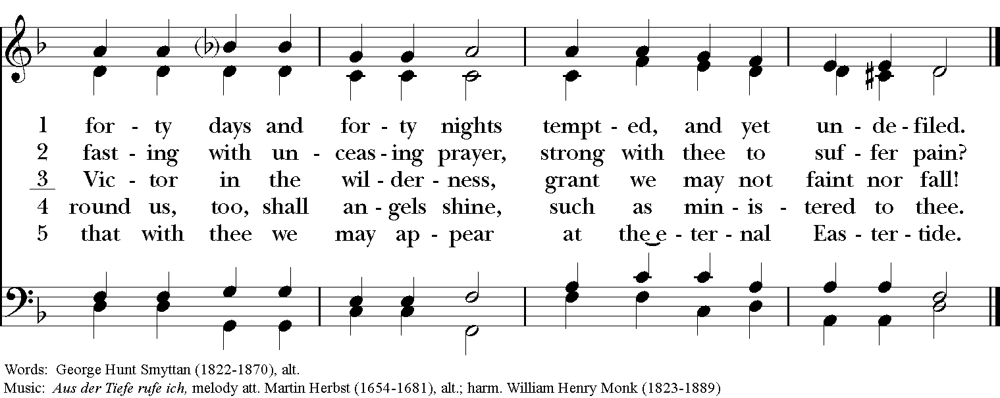 1 for - ty days and for - ty nights tempt - ed, and yet un - de - filed.
2 fast - ing with un - ceas - ing prayer, strong with thee to suf - fer pain?
3 Vic - tor in the wil - der - ness, grant we may not faint nor fall!
4 round us, too, shall an - gels shine, such as min - is - tered to thee.
5 that with thee we may ap - pear at the e - ter - nal Eas - ter - tide.
Words: George Hunt Smyttan (1822-1870), alt.
Music: Aus der Tiefe rufe ich, melody att. Martin Herbst (1654-1681), alt.; harm. William Henry Monk (1823-1889)